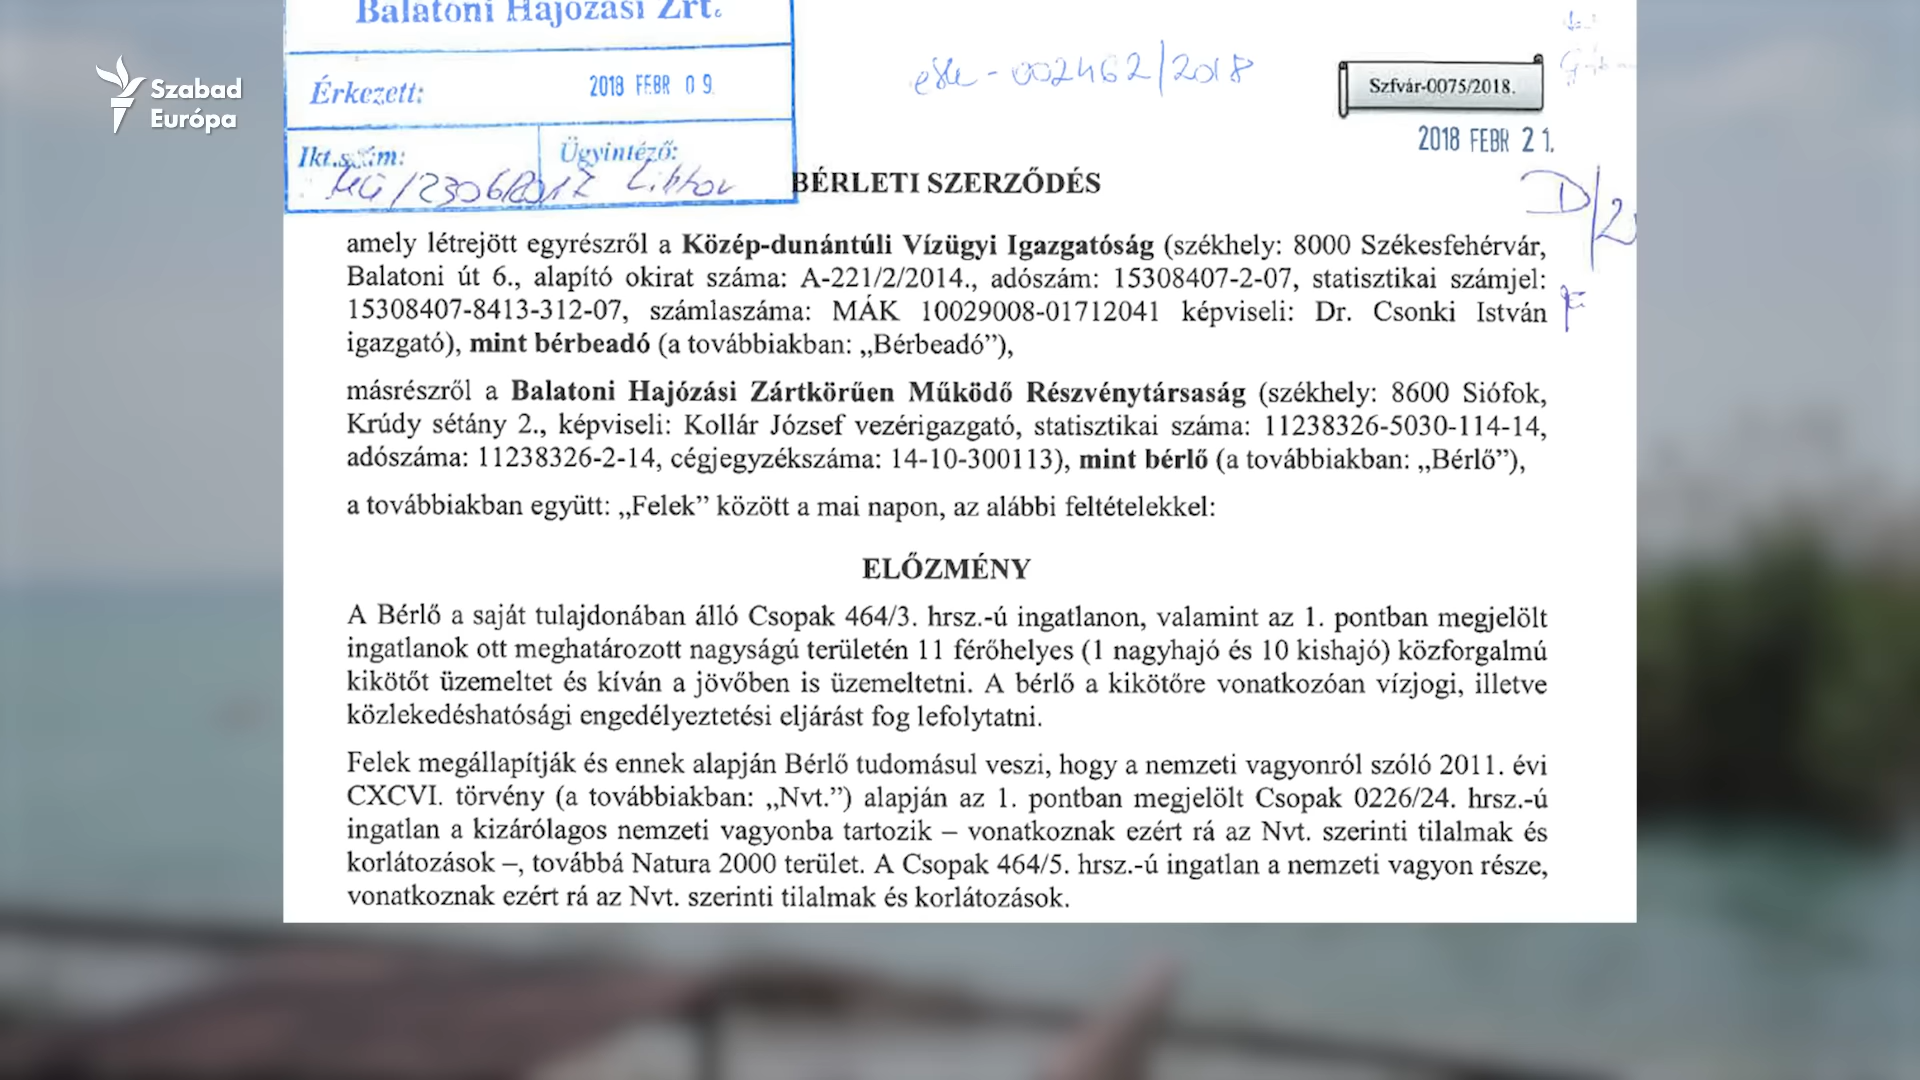 Szabad
Európa
Balatoni Hajózási Zrt.
Érkezett: 2018 FEBR 09.
Ikt.szám: Ügyintéző:
002462/2018
Szfvár-0075/2018.
2018 FEBR 21.
BÉRLETI SZERZŐDÉS
amely létrejött egyrészről a Közép-dunántúli Vízügyi Igazgatóság (székhely: 8000 Székesfehérvár,
Balatoni út 6., alapító okirat száma: A-221/2/2014., adószám: 15308407-2-07, statisztikai számjel:
15308407-8413-312-07, számlaszáma: MÁK 10029008-01712041 képviseli: Dr. Csonki István
igazgató), mint bérbeadó (a továbbiakban: „Bérbeadó”),
másrészről a Balatoni Hajózási Zártkörűen Működő Részvénytársaság (székhely: 8600 Siófok,
Krúdy sétány 2., képviseli: Kollár József vezérigazgató, statisztikai száma: 11238326-5030-114-14,
adószáma: 11238326-2-14, cégjegyzékszáma: 14-10-300113), mint bérlő (a továbbiakban: „Bérlő”),
a továbbiakban együtt: „Felek” között a mai napon, az alábbi feltételekkel:
ELŐZMÉNY
A Bérlő a saját tulajdonában álló Csopak 464/3. hrsz.-ú ingatlanon, valamint az 1. pontban megjelölt
ingatlanok ott meghatározott nagyságú területén 11 férőhelyes (1 nagyhajó és 10 kishajó) közforgalmú
kikötőt üzemeltet és kíván a jövőben is üzemeltetni. A bérlő a kikötőre vonatkozóan vízjogi, illetve
közlekedéshatósági engedélyeztetési eljárást fog lefolytatni.
Felek megállapítják és ennek alapján Bérlő tudomásul veszi, hogy a nemzeti vagyonról szóló 2011. évi
CXCVI. törvény (a továbbiakban: „Nvt.”) alapján az 1. pontban megjelölt Csopak 0226/24. hrsz.-ú
ingatlan a kizárólagos nemzeti vagyonba tartozik – vonatkoznak ezért rá az Nvt. szerinti tilalmak és
korlátozások –, továbbá Natura 2000 terület. A Csopak 464/5. hrsz.-ú ingatlan a nemzeti vagyon része,
vonatkoznak ezért rá az Nvt. szerinti tilalmak és korlátozások.